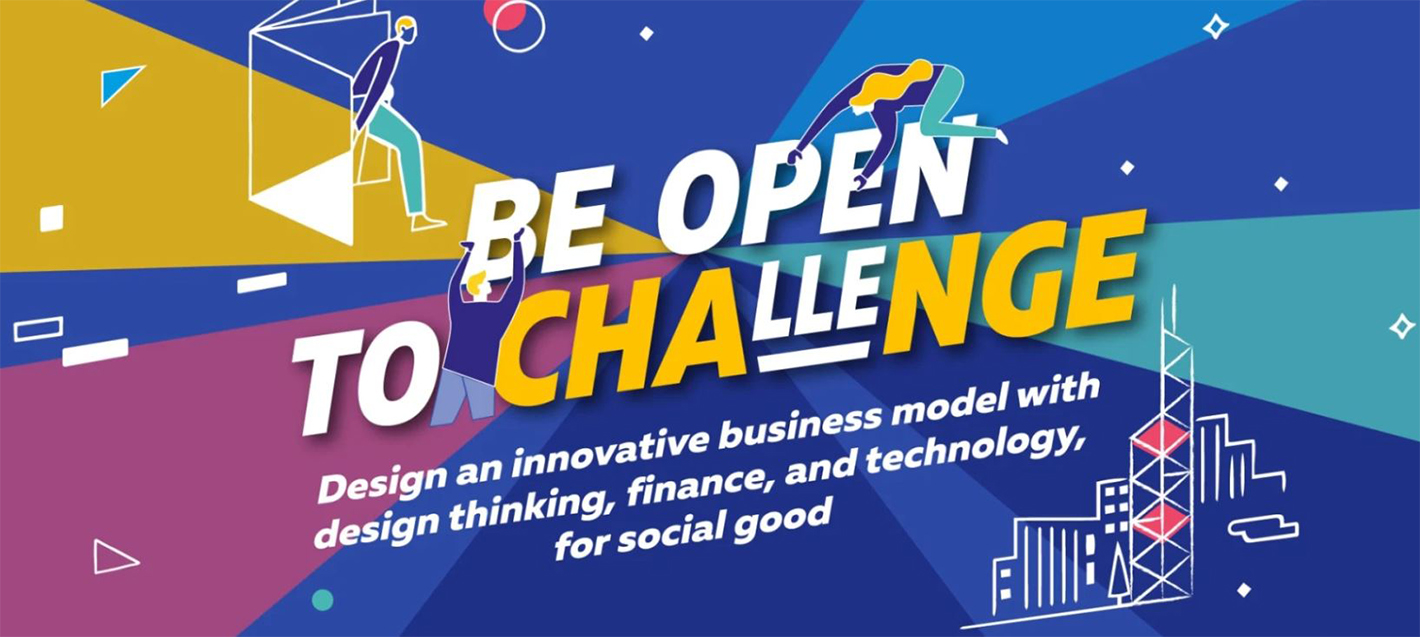 BE OPEN
TO CHALLENGE
Design an innovative business model with
design thinking, finance, and technology,
for social good